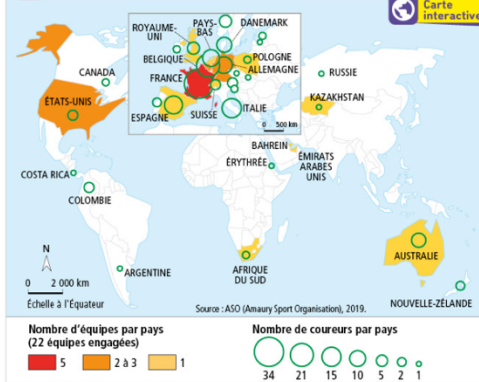 Carte
interactive
ROYAUME-
UNI
PAYS-
BAS
DANEMARK
BELGIQUE
POLOGNE
ALLEMAGNE
FRANCE
ESPAGNE
SUISSE
ITALIE
0 500 km
CANADA
ÉTATS-UNIS
RUSSIE
KAZAKHSTAN
BAHREIN
ÉMIRATS
ARABES
UNIS
ÉRYTHRÉE
COSTA RICA
COLOMBIE
N
0 2 000 km
Échelle à l'Équateur
ARGENTINE
AFRIQUE
DU SUD
AUSTRALIE
NOUVELLE-ZÉLANDE
Source : ASO (Amaury Sport Organisation), 2019.
Nombre d'équipes par pays
(22 équipes engagées)
5 2 à 3 1
Nombre de coureurs par pays
34 21 15 10 5 2 1